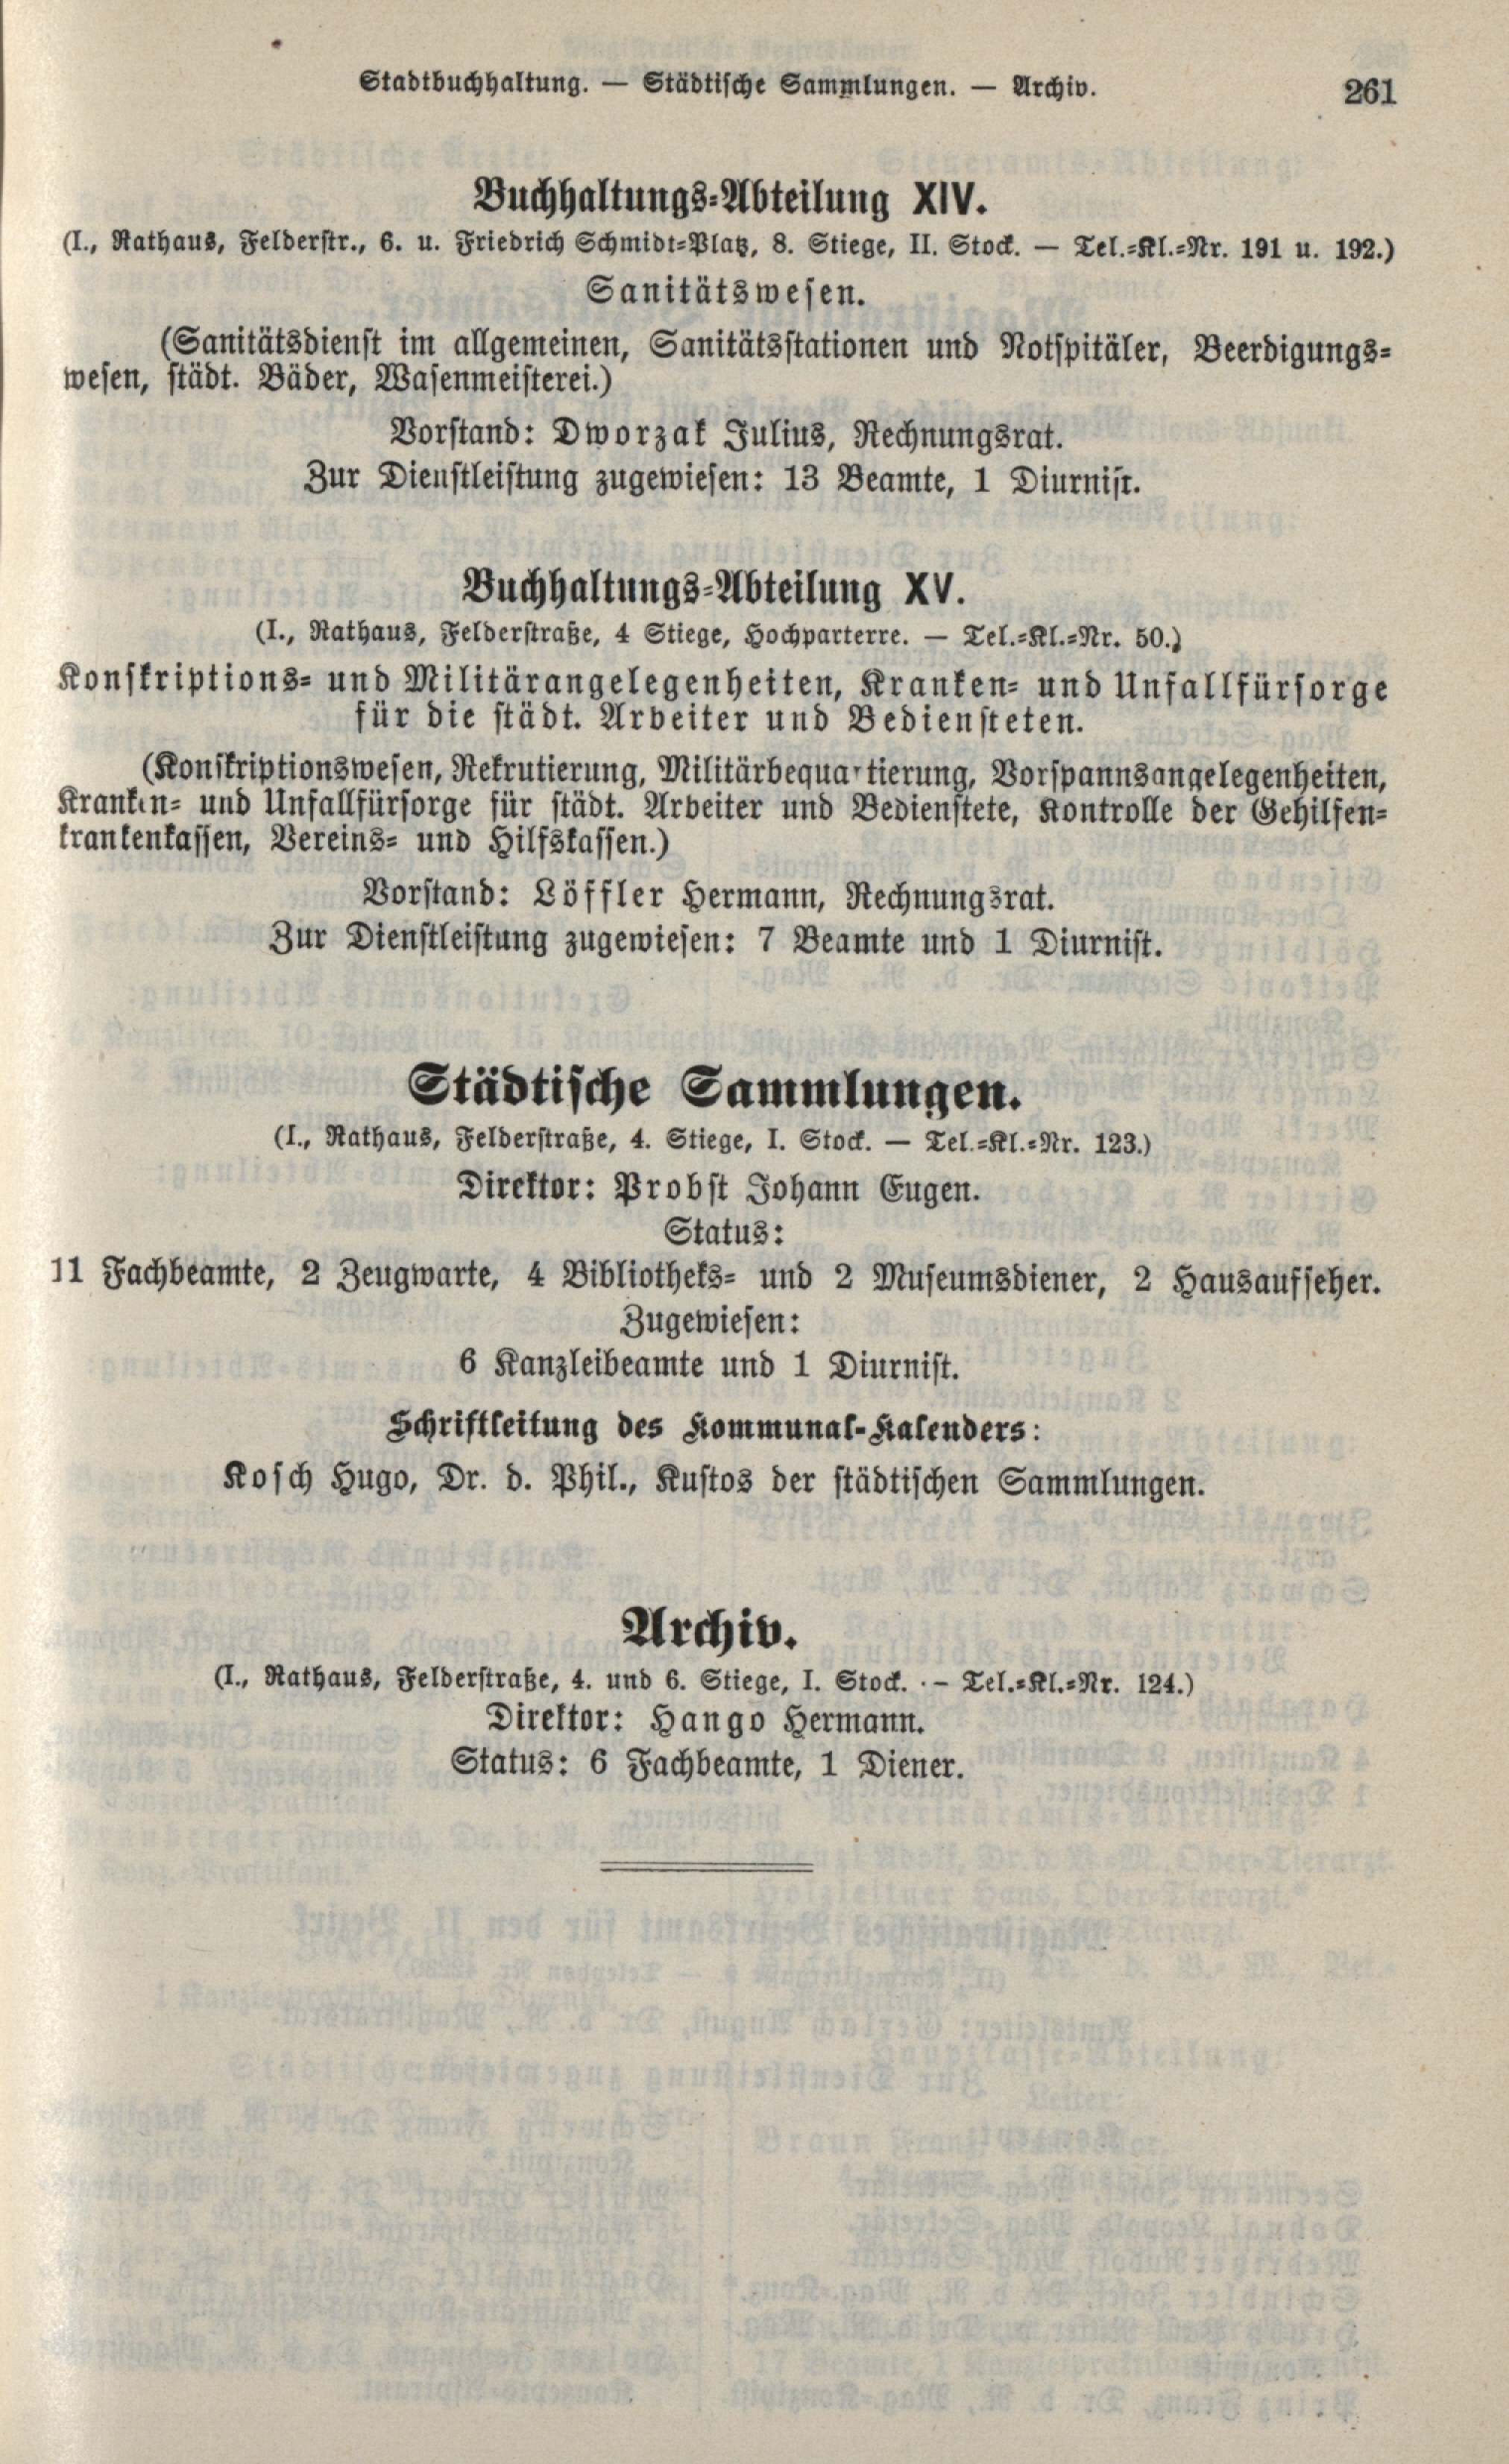 Stadtbuchhaltung. — Städtische Sammlungen. — Archiv. 261
Buchhaltungs-Abteilung XIV.
(I., Rathaus, Felderstr., 6. u. Friedrich Schmidt-Platz, 8. Stiege, II. Stock. — Tel.-Kl.-Nr. 191 u. 192.)
Sanitätswesen.
(Sanitätsdienst im allgemeinen, Sanitätsstationen und Notspitäler, Beerdigungs-
wesen, städt. Bäder, Wasenmeisterei.)
Vorstand: Dworzak Julius, Rechnungsrat.
Zur Dienstleistung zugewiesen: 13 Beamte, 1 Diurnist.
Buchhaltungs-Abteilung XV.
(I., Rathaus, Felderstraße, 4 Stiege, Hochparterre. — Tel.-Kl.-Nr. 50.)
Konskriptions- und Militärangelegenheiten, Kranken- und Unfallfürsorge
für die städt. Arbeiter und Bediensteten.
(Konskriptionswesen, Rekrutierung, Militärbequartierung, Vorspannsangelegenheiten,
Kranken- und Unfallfürsorge für städt. Arbeiter und Bedienstete, Kontrolle der Gehilfen-
krankenkassen, Vereins- und Hilfskassen.)
Vorstand: Löffler Hermann, Rechnungsrat.
Zur Dienstleistung zugewiesen: 7 Beamte und 1 Diurnist.
Städtische Sammlungen.
(I., Rathaus, Felderstraße, 4. Stiege, I. Stock. — Tel.-Kl.-Nr. 123.)
Direktor: Probst Johann Eugen.
Status:
11 Fachbeamte, 2 Zeugwarte, 4 Bibliotheks- und 2 Museumsdiener, 2 Hausaufseher.
Zugewiesen:
6 Kanzleibeamte und 1 Diurnist.
Schriftleitung des Kommunal-Kalenders:
Kosch Hugo, Dr. d. Phil., Kustos der städtischen Sammlungen.
Archiv.
(I., Rathaus, Felderstraße, 4. und 6. Stiege, I. Stock. — Tel.-Kl.-Nr. 124.)
Direktor: Hango Hermann.
Status: 6 Fachbeamte, 1 Diener.